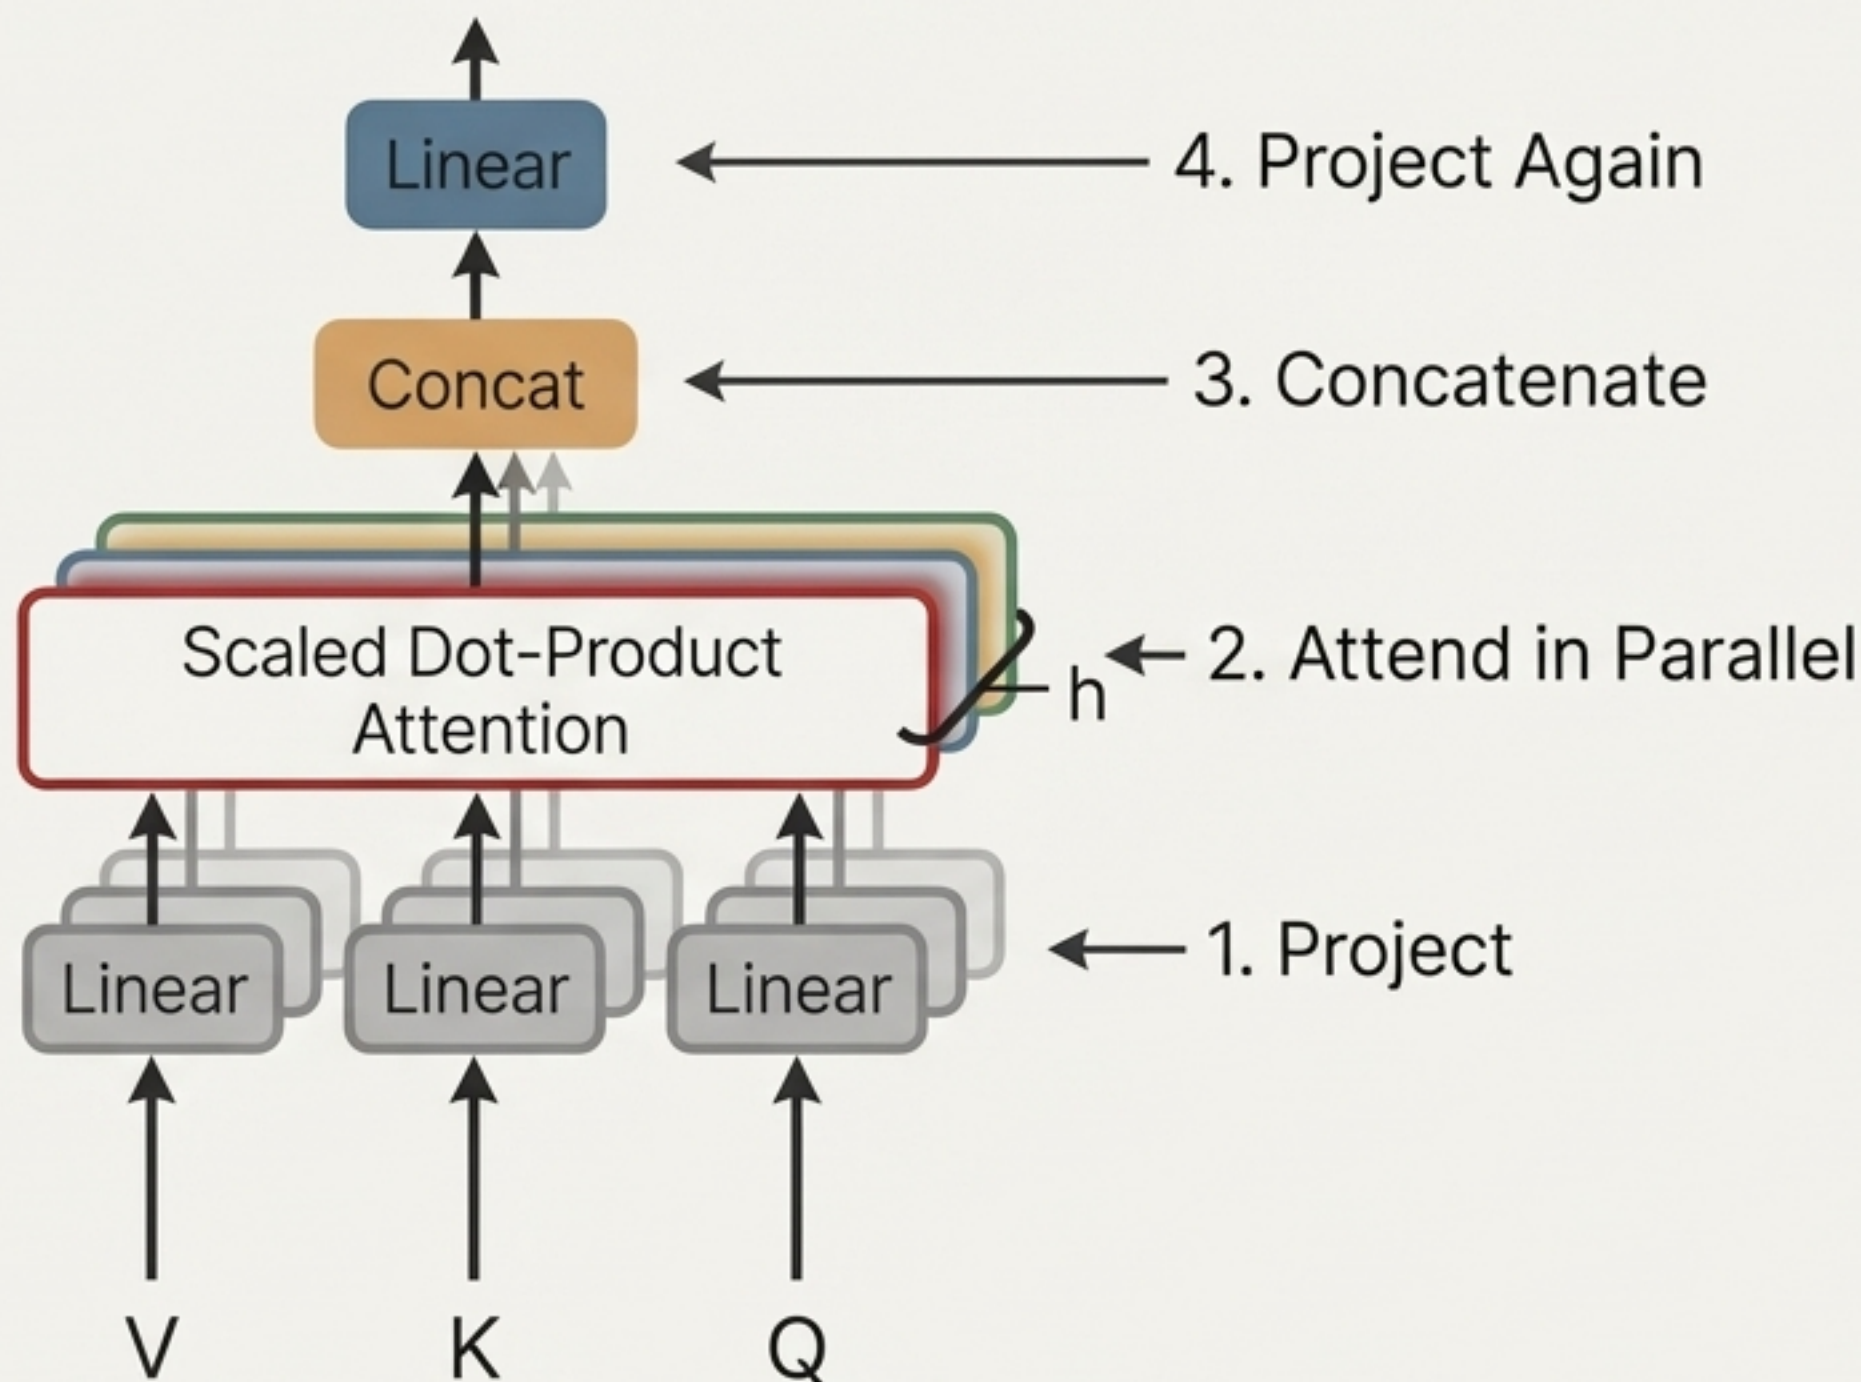 Linear
4. Project Again
Concat
3. Concatenate
Scaled Dot-Product
Attention
h
2. Attend in Parallel
Linear
Linear
Linear
1. Project
V
K
Q